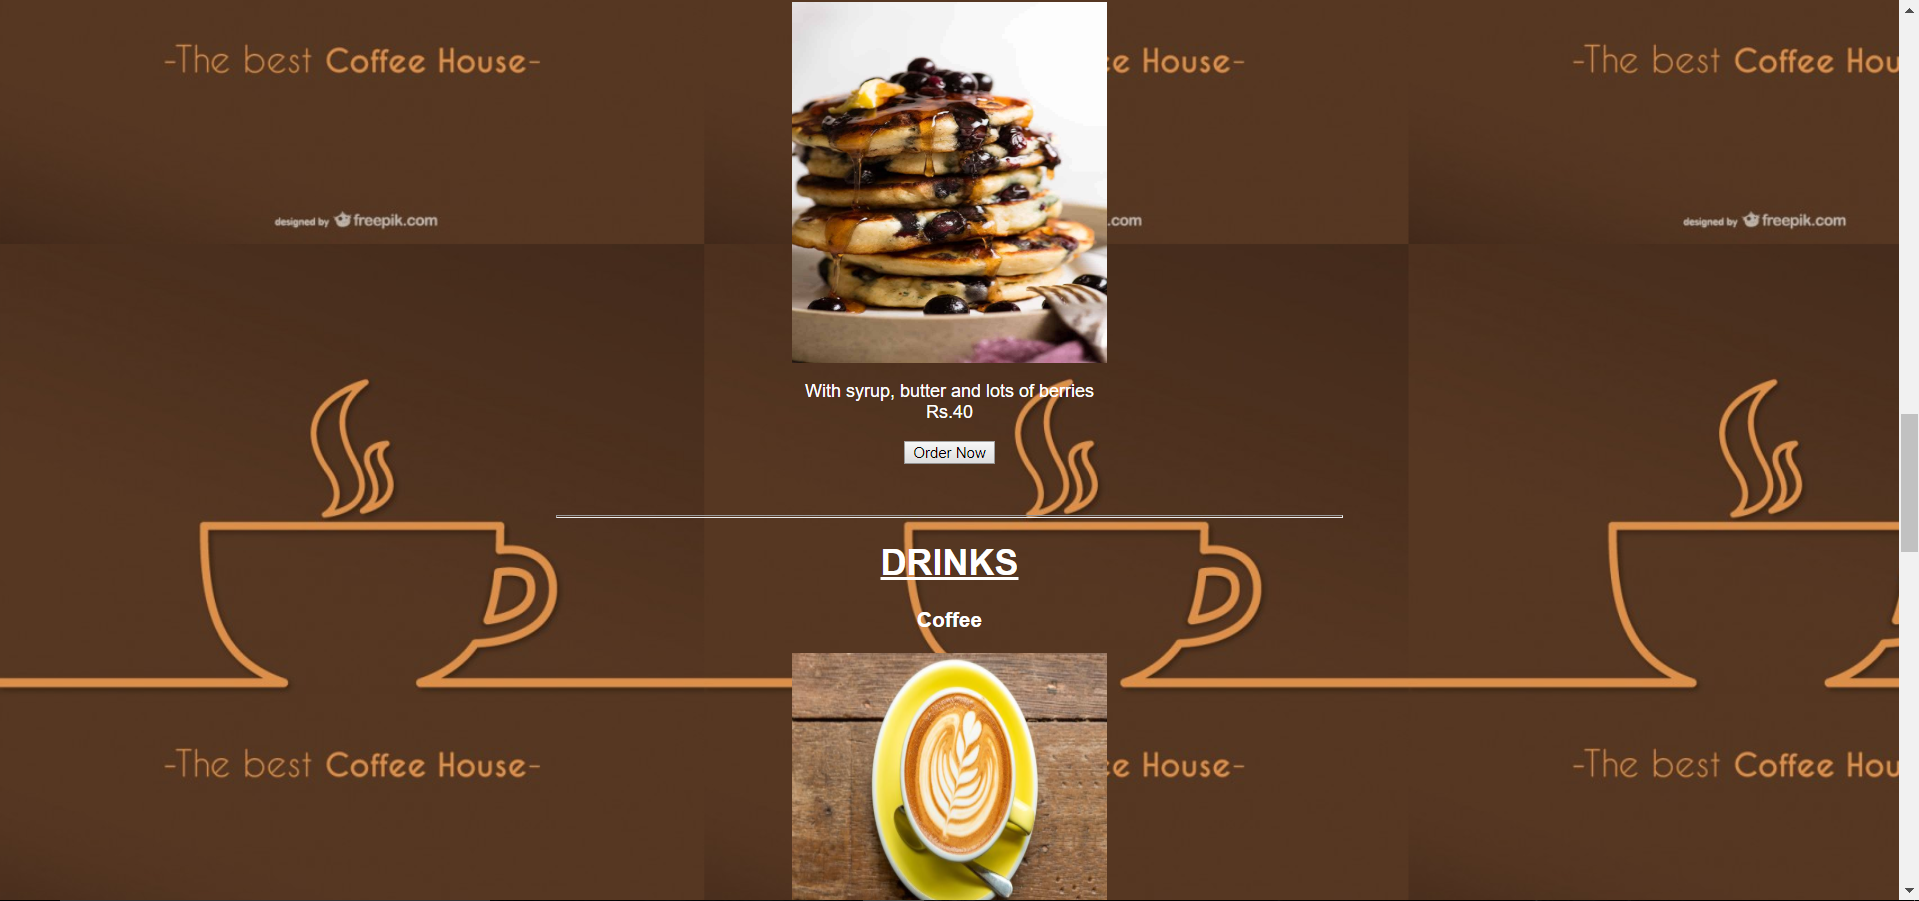 -The best Coffee House-
e House-
-The best Coffee Hou
designed by freepik.com
.com
designed by freepik.com
With syrup, butter and lots of berries
Rs.40
Order Now
DRINKS
Coffee
-The best Coffee House-
e House-
-The best Coffee Hou